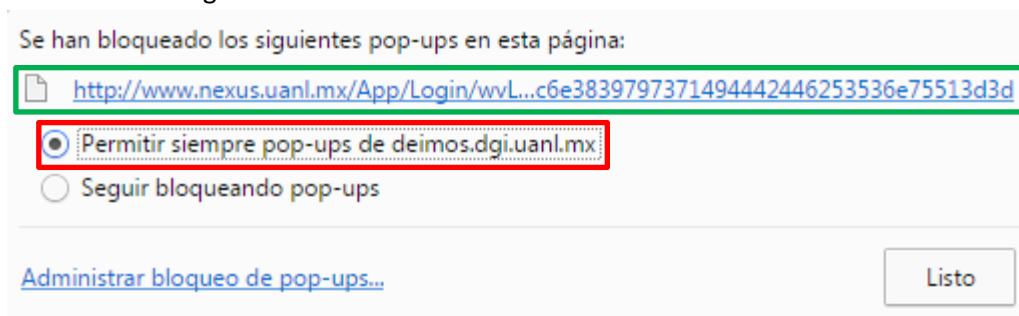 Se han bloqueado los siguientes pop-ups en esta página:
http://www.nexus.uanl.mx/App/Login/wvL...c6e3839797371494442446253536e75513d3d
Permitir siempre pop-ups de deimos.dgi.uanl.mx
Seguir bloqueando pop-ups
Administrar bloqueo de pop-ups...
Listo